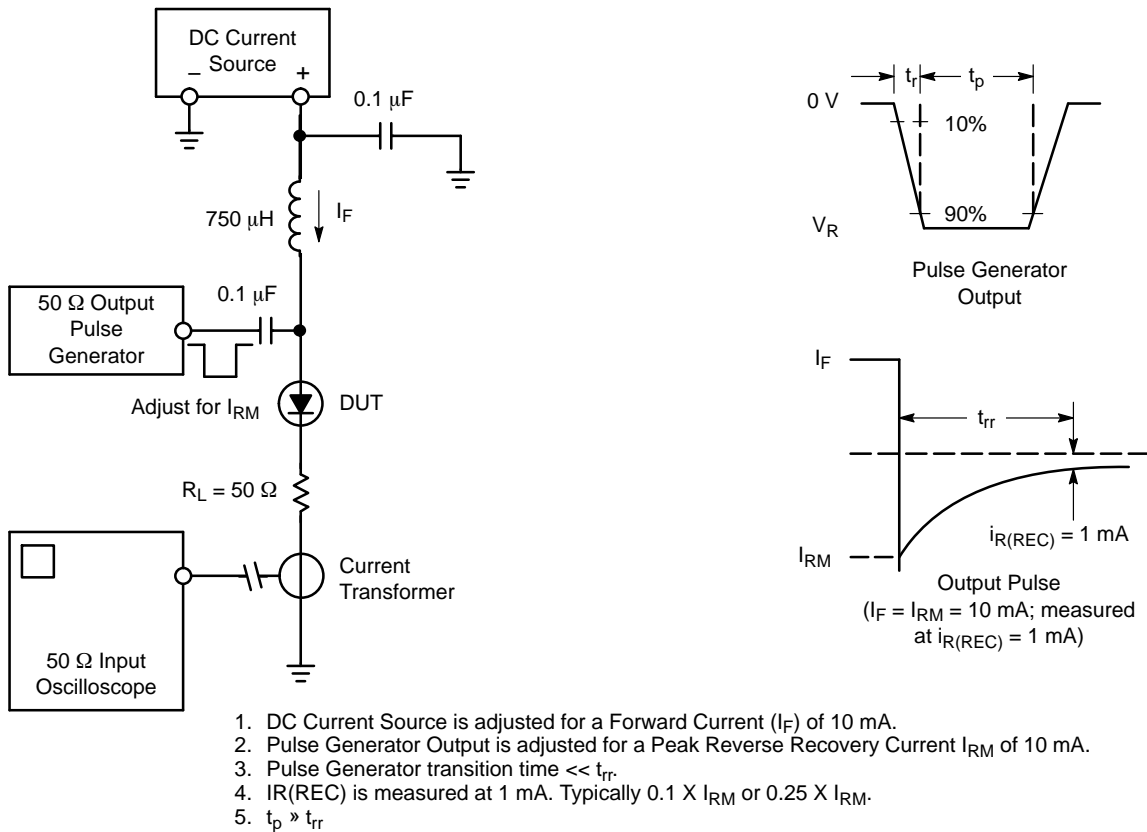 DC Current
Source
– +
0.1 μF
750 μH
I_F
0.1 μF
50 Ω Output
Pulse
Generator
Adjust for I_RM
DUT
R_L = 50 Ω
Current
Transformer
50 Ω Input
Oscilloscope
t_r t_p
0 V
10%
90%
V_R
Pulse Generator
Output
I_F
t_rr
i_R(REC) = 1 mA
I_RM
Output Pulse
(I_F = I_RM = 10 mA; measured
at i_R(REC) = 1 mA)
1. DC Current Source is adjusted for a Forward Current (I_F) of 10 mA.
2. Pulse Generator Output is adjusted for a Peak Reverse Recovery Current I_RM of 10 mA.
3. Pulse Generator transition time << t_rr.
4. IR(REC) is measured at 1 mA. Typically 0.1 X I_RM or 0.25 X I_RM.
5. t_p » t_rr